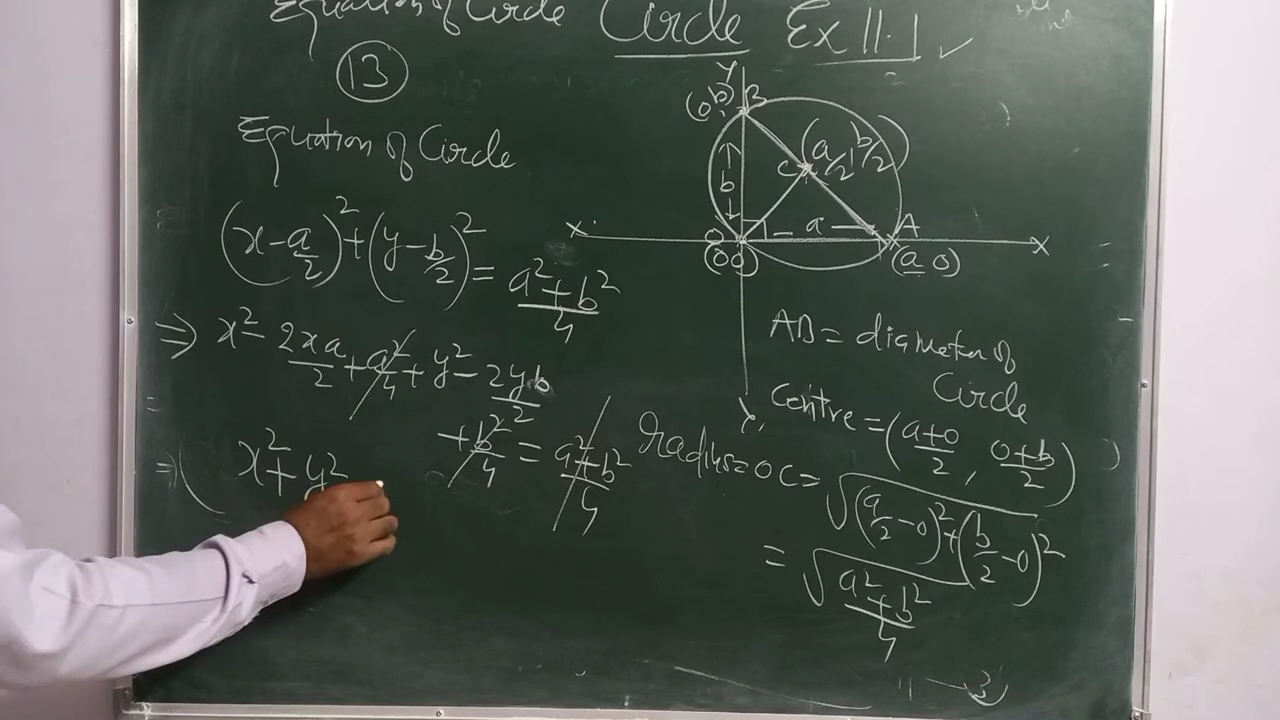 Equation of Circle Circle Ex 11.1 ✓
(13)
Equation of Circle
(x - a/2)² + (y - b/2)² = (a² + b²)/4
⇒ x² - 2xa/2 + a²/4 + y² - 2yb/2
+ b²/4 = (a² + b²)/4
⇒ ( x² + y²
Y
(0, b) B
(a/2, b/2)
C
b
a
A
X'
O
X
(0 0)
(a 0)
Y'
AB = diameter of
Circle
Centre = ((a+0)/2, (0+b)/2)
Radius = OC = √((a/2 - 0)² + (b/2 - 0)²)
= √((a² + b²)/4)